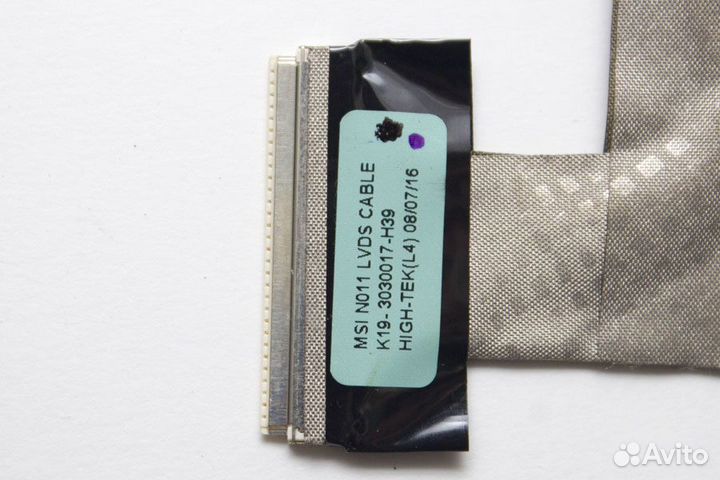 MSI N011 LVDS CABLE
K19- 3030017-H39
HIGH-TEK(L4) 08/07/16
Avito